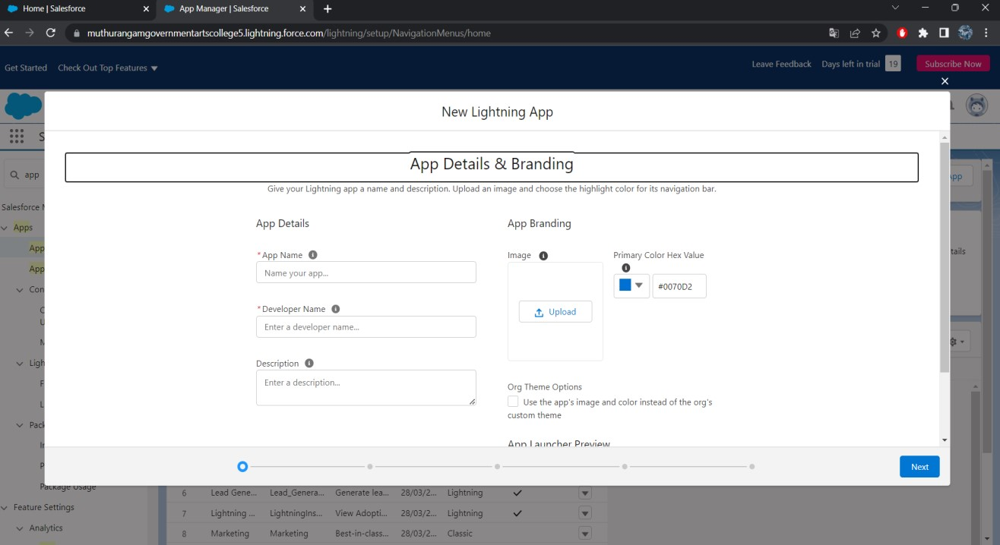 Home | Salesforce
App Manager | Salesforce
muthurangamgovernmentartscollege5.lightning.force.com/lightning/setup/NavigationMenus/home
Get Started Check Out Top Features
Leave Feedback Days left in trial 19 Subscribe Now
New Lightning App
App Details & Branding
Give your Lightning app a name and description. Upload an image and choose the highlight color for its navigation bar.
App Details
* App Name
Name your app...
* Developer Name
Enter a developer name...
Description
Enter a description...
App Branding
Image
Upload
Primary Color Hex Value
#0070D2
Org Theme Options
Use the app's image and color instead of the org's
custom theme
App Launcher Preview
Next
app
Salesforce M
Apps
App
App
Con
C
U
M
Ligh
F
L
Pack
In
P
Package Usage
Feature Settings
Analytics
App
tails
6 Lead Gene... Lead_Genera... Generate lea... 28/03/2... Lightning
7 Lightning ... LightningIns... View Adopti... 28/03/2... Lightning
8 Marketing Marketing Best-in-class... 28/03/2... Classic